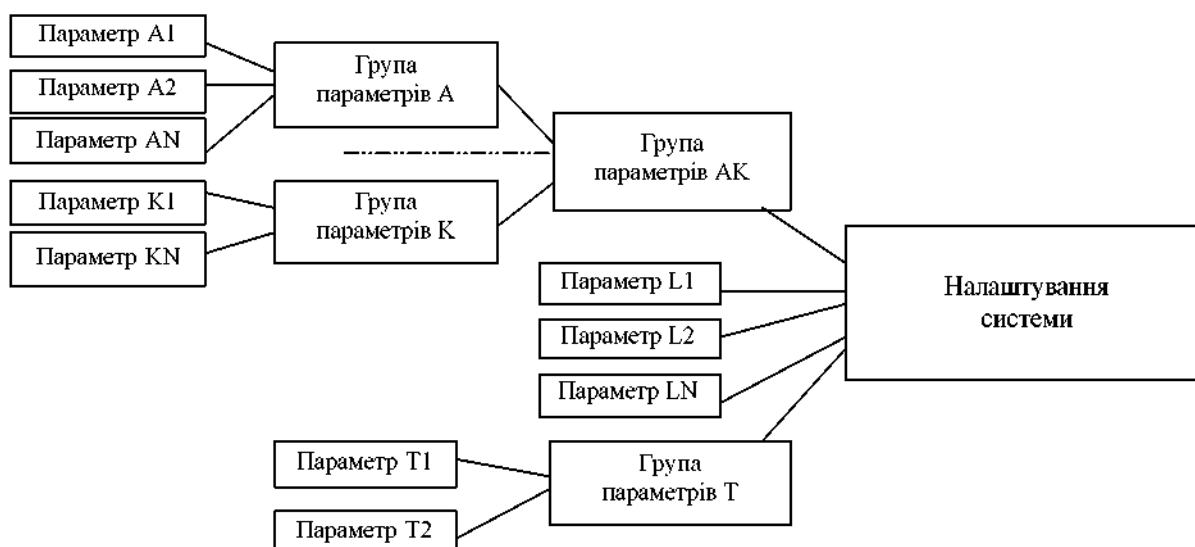 Параметр A1
Параметр A2
Параметр AN
Параметр K1
Параметр KN
Група
параметрів A
Група
параметрів K
Група
параметрів AK
Параметр L1
Параметр L2
Параметр LN
Параметр T1
Параметр T2
Група
параметрів T
Налаштування
системи